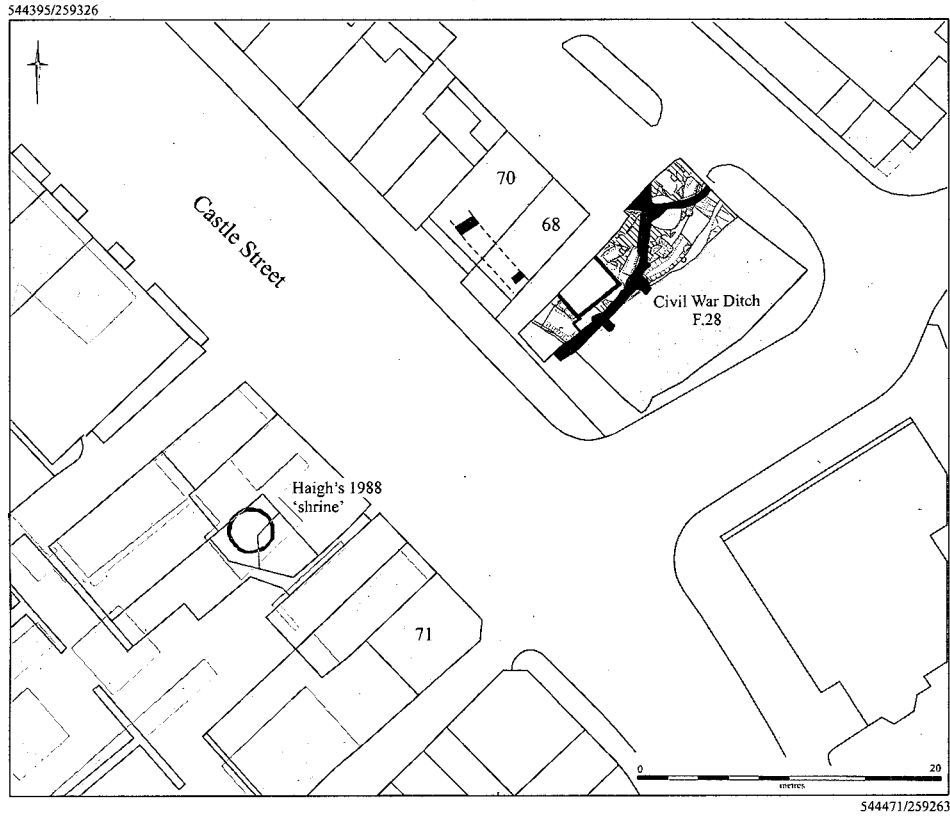 544395/259326
70
68
Castle Street
Civil War Ditch
F.28
Haigh's 1988
'shrine'
71
0
20
metres
544471/259263